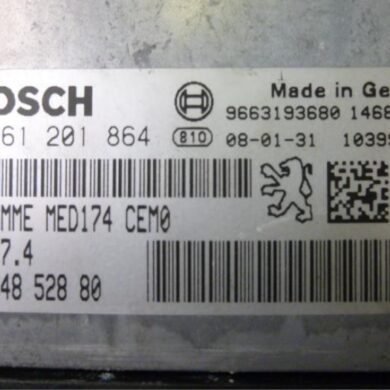 OSCH
Made in Ge
9663193680 1468
61 201 864 810 08-01-31 10399
MME MED174 CEM0
7.4
48 528 80